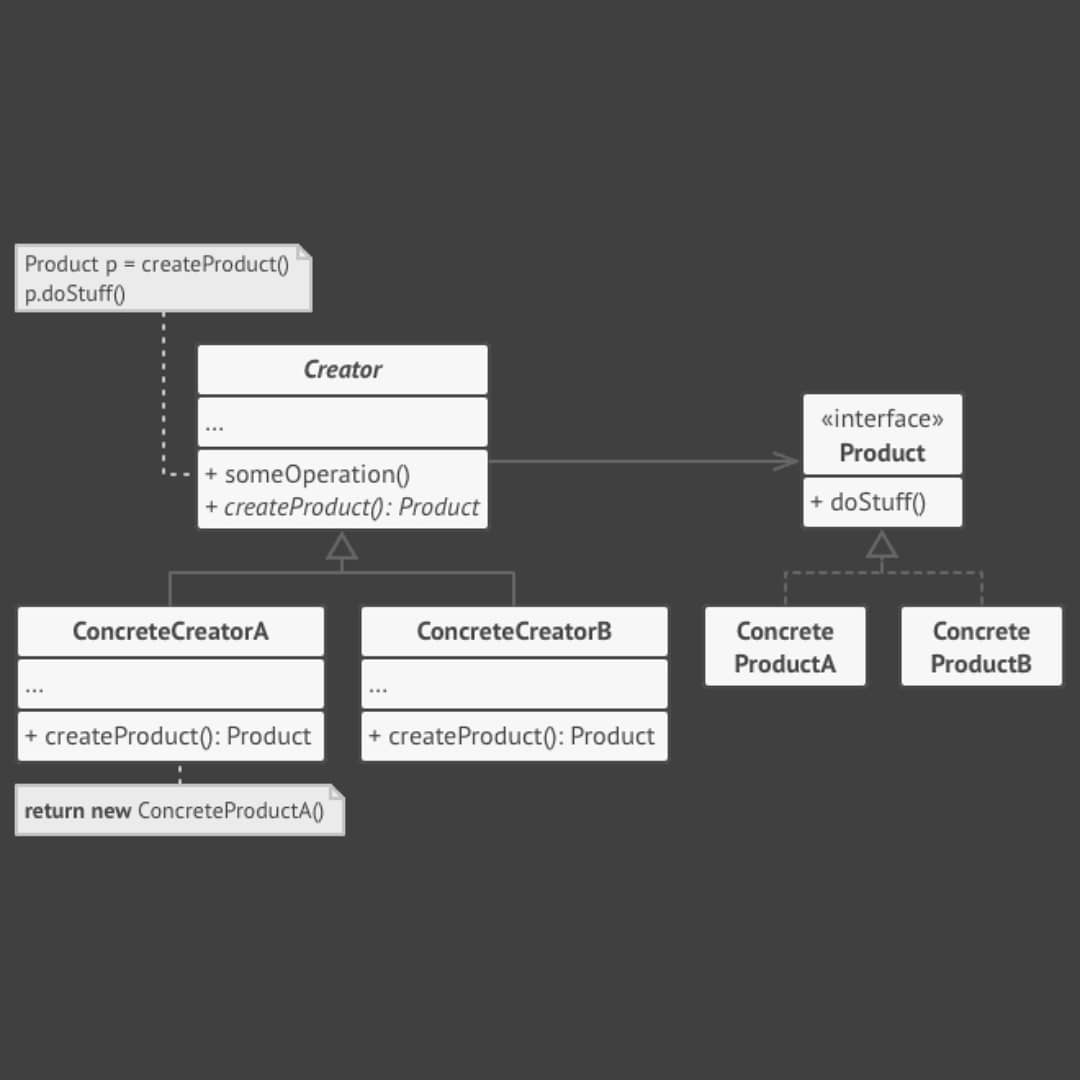 Product p = createProduct()
p.doStuff()
Creator
...
+ someOperation()
+ createProduct(): Product
«interface»
Product
+ doStuff()
ConcreteCreatorA
...
+ createProduct(): Product
ConcreteCreatorB
...
+ createProduct(): Product
Concrete
ProductA
Concrete
ProductB
return new ConcreteProductA()